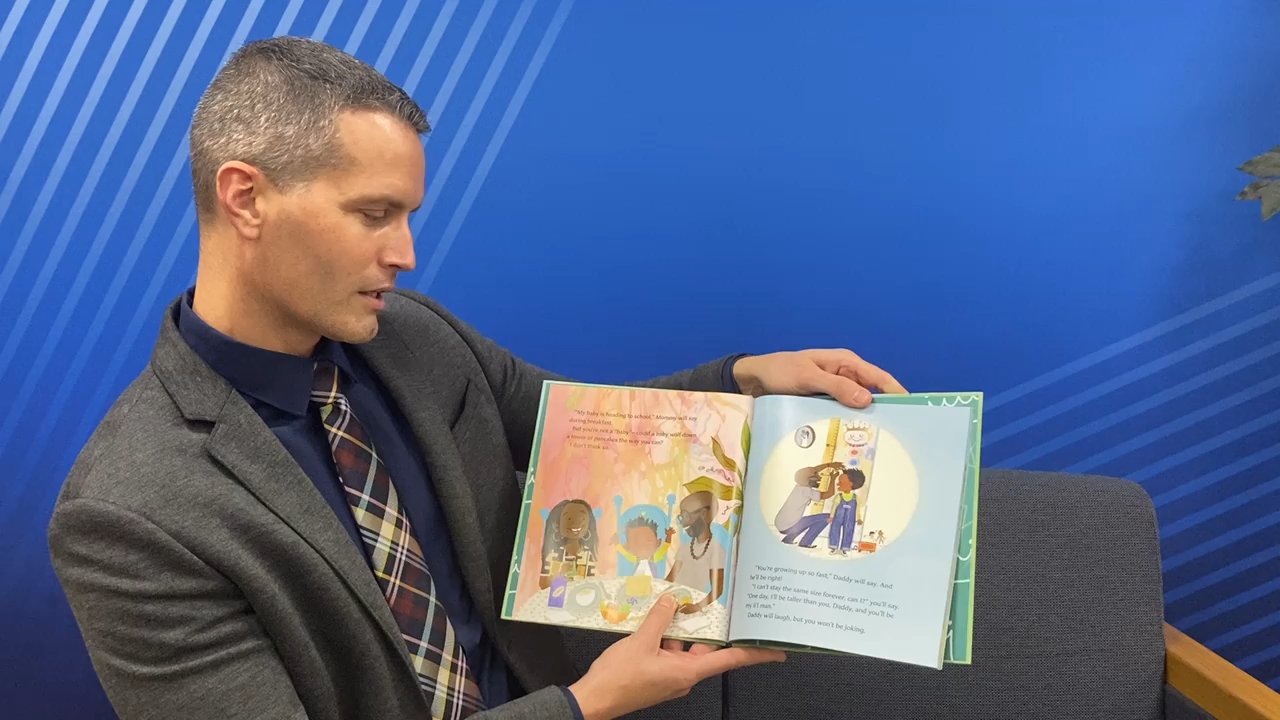 "My baby is heading to school," Mommy will say
during breakfast.
But you're not a "baby"—could a baby wolf down
a tower of pancakes the way you can?
I don't think so.
"You're growing up so fast," Daddy will say. And
he'll be right!
"I can't stay the same size forever, can I?" you'll say.
"One day, I'll be taller than you, Daddy, and you'll be
my li'l man."
Daddy will laugh, but you won't be joking.